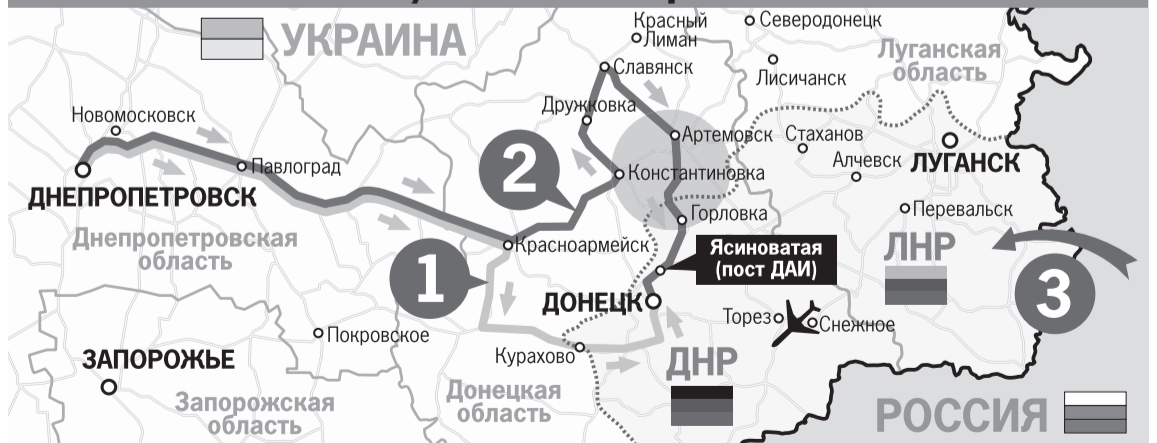 УКРАИНА
Красный
Лиман
Северодонецк
Славянск
Лисичанск
Луганская
область
Новомосковск
Дружковка
Артемовск
Стаханов
Павлоград
2
Константиновка
Алчевск
ЛУГАНСК
ДНЕПРОПЕТРОВСК
Горловка
Перевальск
Днепропетровская
область
Красноармейск
Ясиноватая
(пост ДАИ)
ЛНР
1
3
ДОНЕЦК
Торез
Снежное
Покровское
Курахово
ДНР
ЗАПОРОЖЬЕ
Запорожская
область
Донецкая
область
РОССИЯ